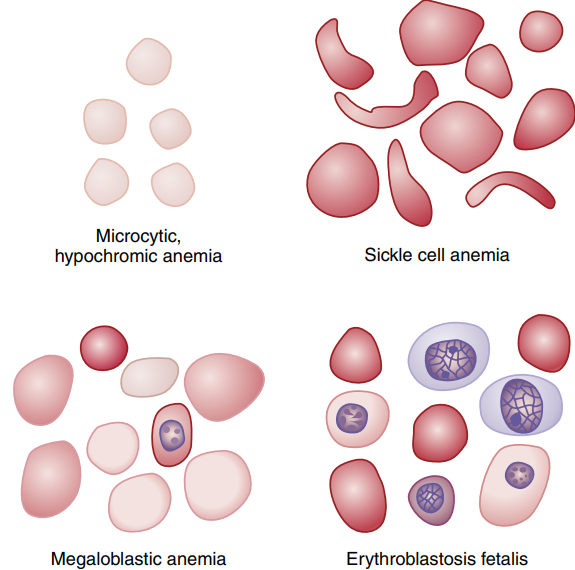 Microcytic,
hypochromic anemia
Sickle cell anemia
Megaloblastic anemia
Erythroblastosis fetalis